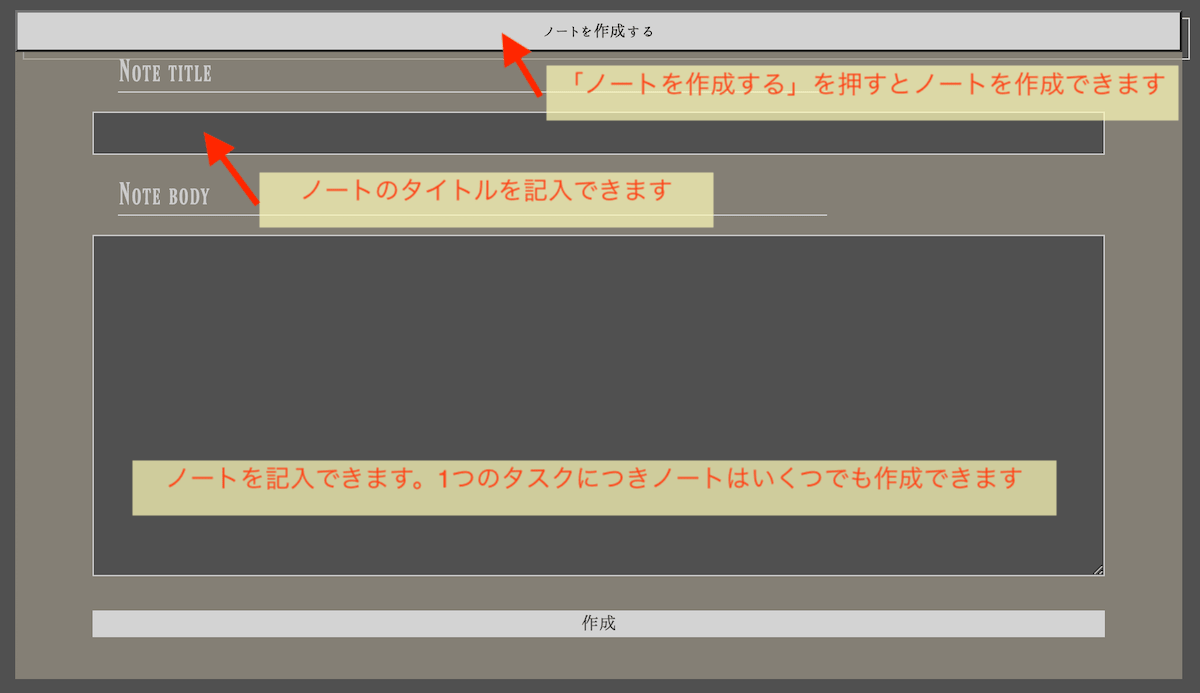 ノートを作成する
NOTE TITLE
「ノートを作成する」を押すとノートを作成できます
NOTE BODY
ノートのタイトルを記入できます
ノートを記入できます。1つのタスクにつきノートはいくつでも作成できます
作成